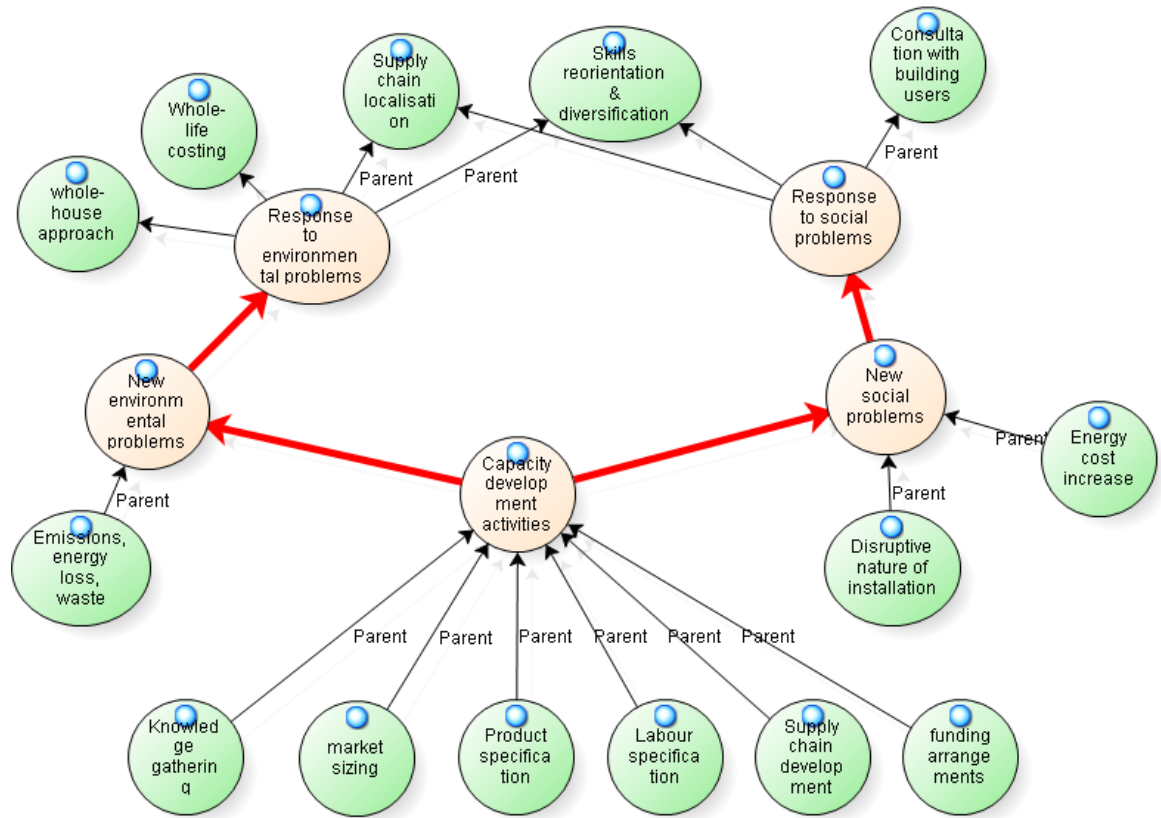 Supply
chain
localisati
on
Skills
reorientation
&
diversification
Consulta
tion with
building
users
Whole-
life
costing
whole-
house
approach
Parent
Parent
Parent
Response
to
environme
ntal problems
Response
to social
problems
New
environm
ental
problems
New
social
problems
Parent
Energy
cost
increase
Capacity
develop
ment
activities
Parent
Parent
Emissions,
energy
loss,
waste
Disruptive
nature of
installation
Parent
Parent
Parent
Parent
Parent
Parent
Knowled
ge
gatherin
g
market
sizing
Product
specifica
tion
Labour
specifica
tion
Supply
chain
develop
ment
funding
arrange
ments